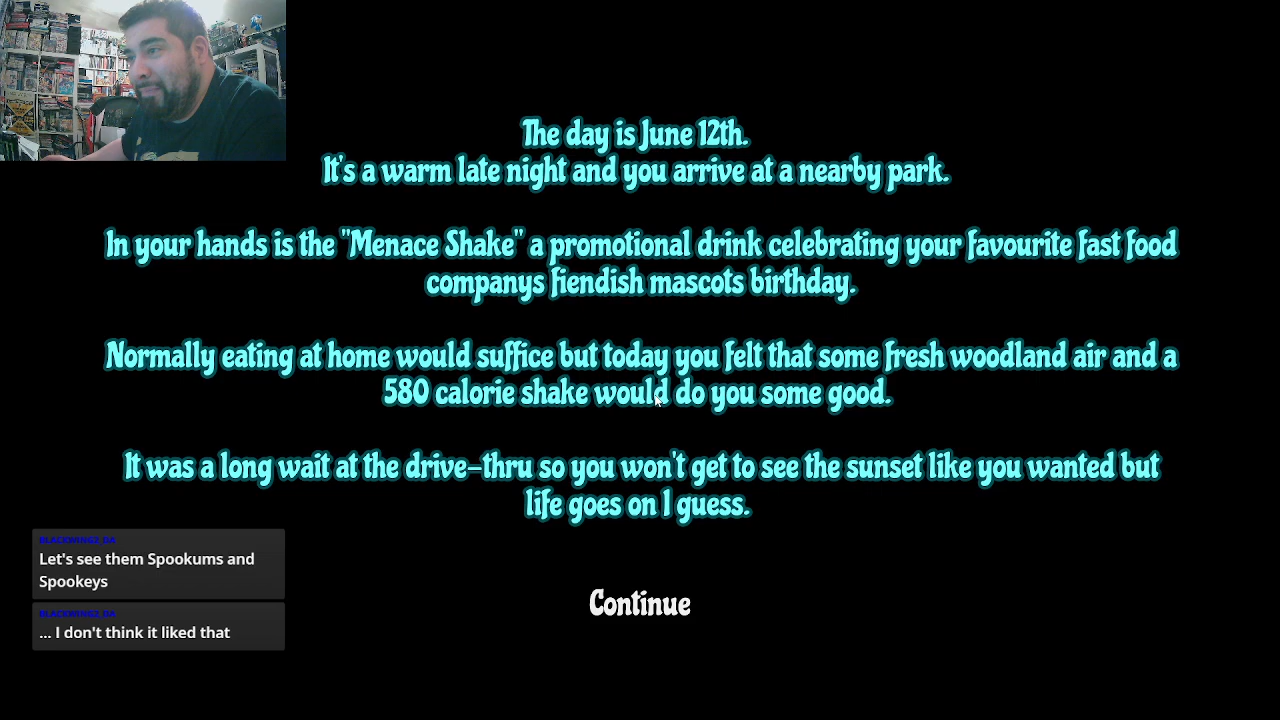 The day is June 12th.
It's a warm late night and you arrive at a nearby park.
In your hands is the "Menace Shake" a promotional drink celebrating your favourite fast food
companys fiendish mascots birthday.
Normally eating at home would suffice but today you felt that some fresh woodland air and a
580 calorie shake would do you some good.
It was a long wait at the drive-thru so you won't get to see the sunset like you wanted but
life goes on I guess.
Continue
Let's see them Spookums and
Spookeys
... I don't think it liked that